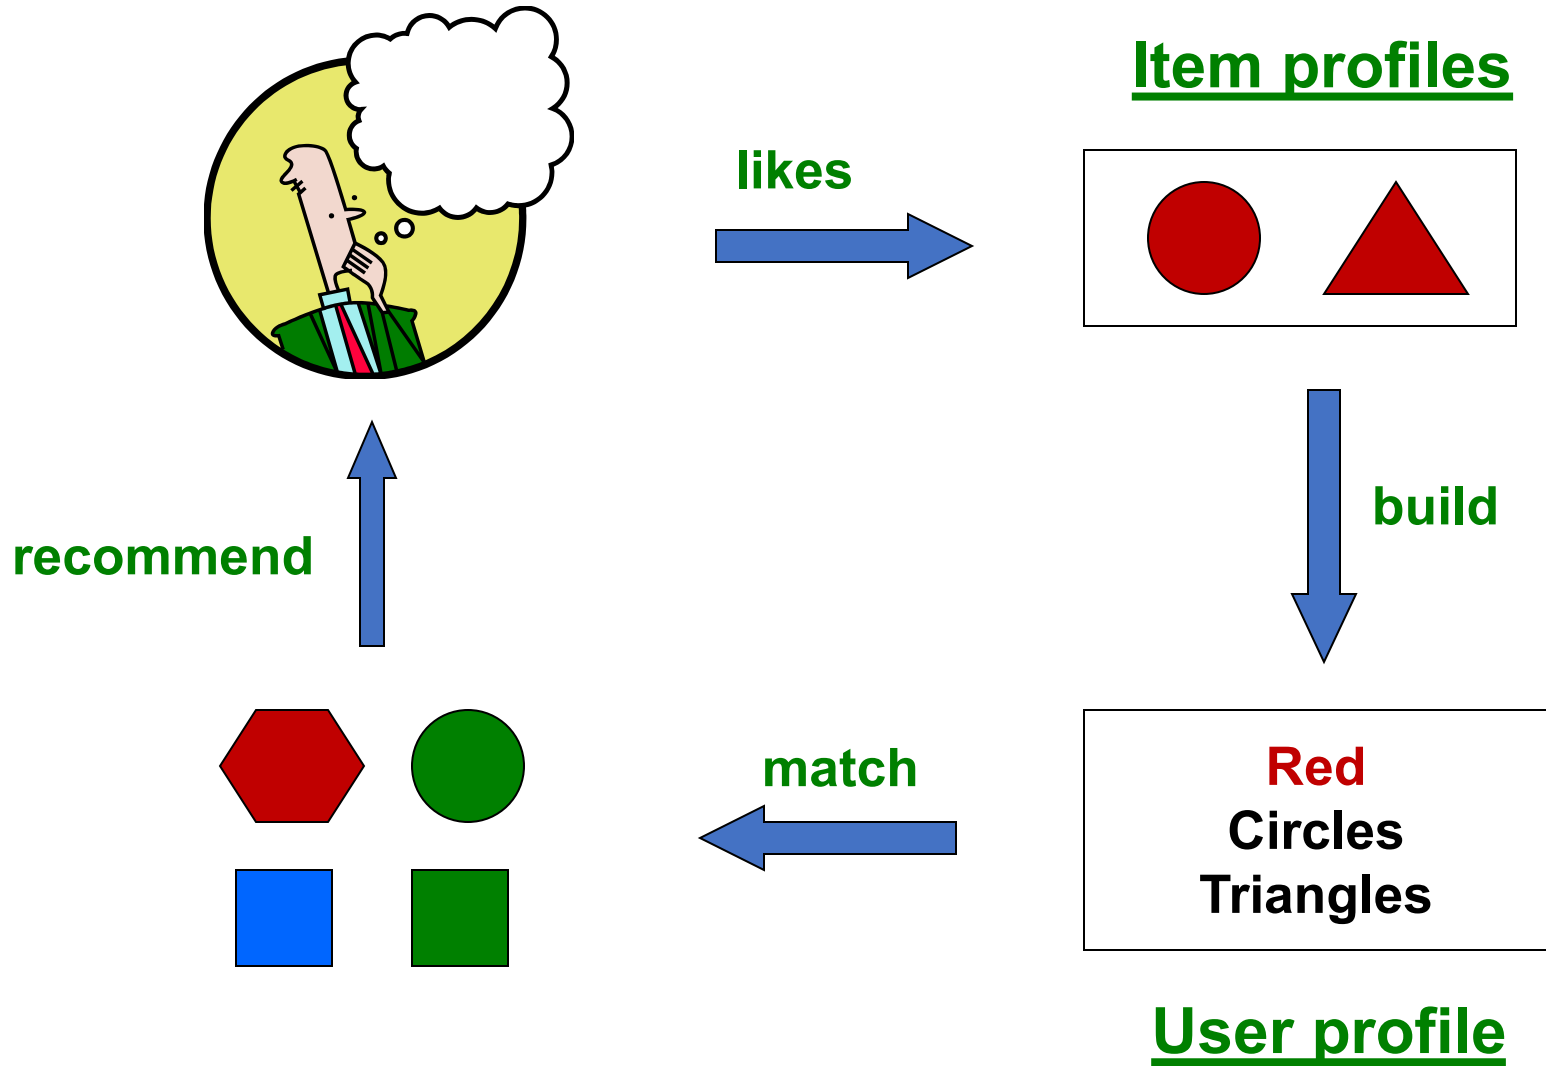 Item profiles
likes
build
recommend
match
Red
Circles
Triangles
User profile